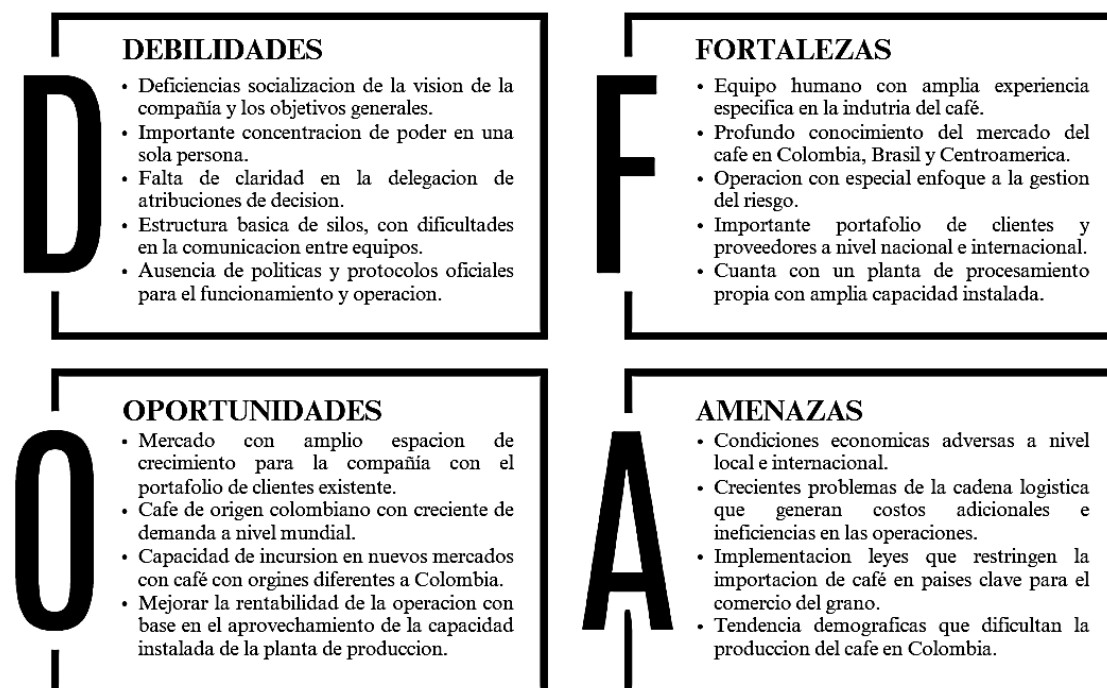 D
DEBILIDADES
• Deficiencias socializacion de la vision de la
compañía y los objetivos generales.
• Importante concentracion de poder en una
sola persona.
• Falta de claridad en la delegacion de
atribuciones de decision.
• Estructura basica de silos, con dificultades
en la comunicacion entre equipos.
• Ausencia de politicas y protocolos oficiales
para el funcionamiento y operacion.
F
FORTALEZAS
• Equipo humano con amplia experiencia
especifica en la indutria del café.
• Profundo conocimiento del mercado del
cafe en Colombia, Brasil y Centroamerica.
• Operacion con especial enfoque a la gestion
del riesgo.
• Importante portafolio de clientes y
proveedores a nivel nacional e internacional.
• Cuanta con un planta de procesamiento
propia con amplia capacidad instalada.
O
OPORTUNIDADES
• Mercado con amplio espacion de
crecimiento para la compañía con el
portafolio de clientes existente.
• Cafe de origen colombiano con creciente de
demanda a nivel mundial.
• Capacidad de incursion en nuevos mercados
con café con orgines diferentes a Colombia.
• Mejorar la rentabilidad de la operacion con
base en el aprovechamiento de la capacidad
instalada de la planta de produccion.
A
AMENAZAS
• Condiciones economicas adversas a nivel
local e internacional.
• Crecientes problemas de la cadena logistica
que generan costos adicionales e
ineficiencias en las operaciones.
• Implementacion leyes que restringen la
importacion de café en paises clave para el
comercio del grano.
• Tendencia demograficas que dificultan la
produccion del cafe en Colombia.